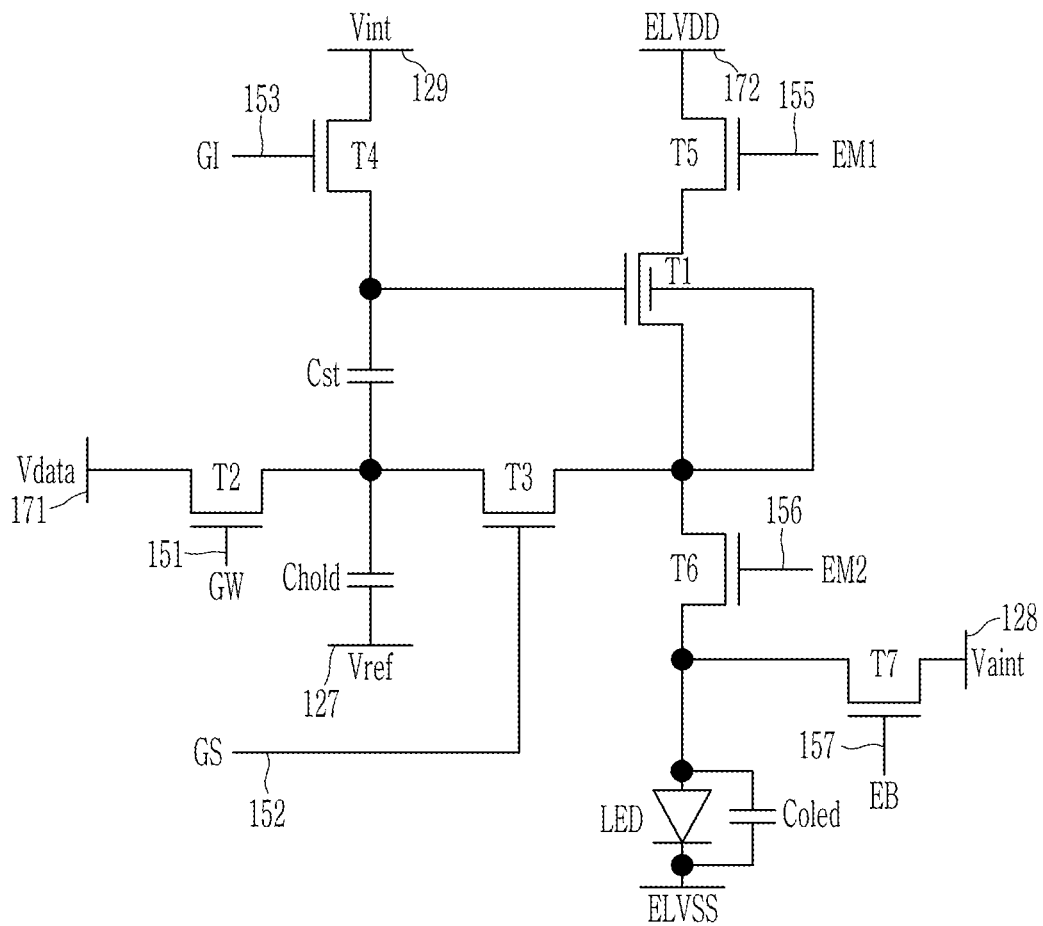 Vint
ELVDD
129
172
153
155
GI
T4
T5
EM1
T1
Cst
Vdata
T2
T3
171
156
151
GW
Chold
T6
EM2
128
Vref
T7
Vaint
127
157
GS
152
EB
LED
Coled
ELVSS